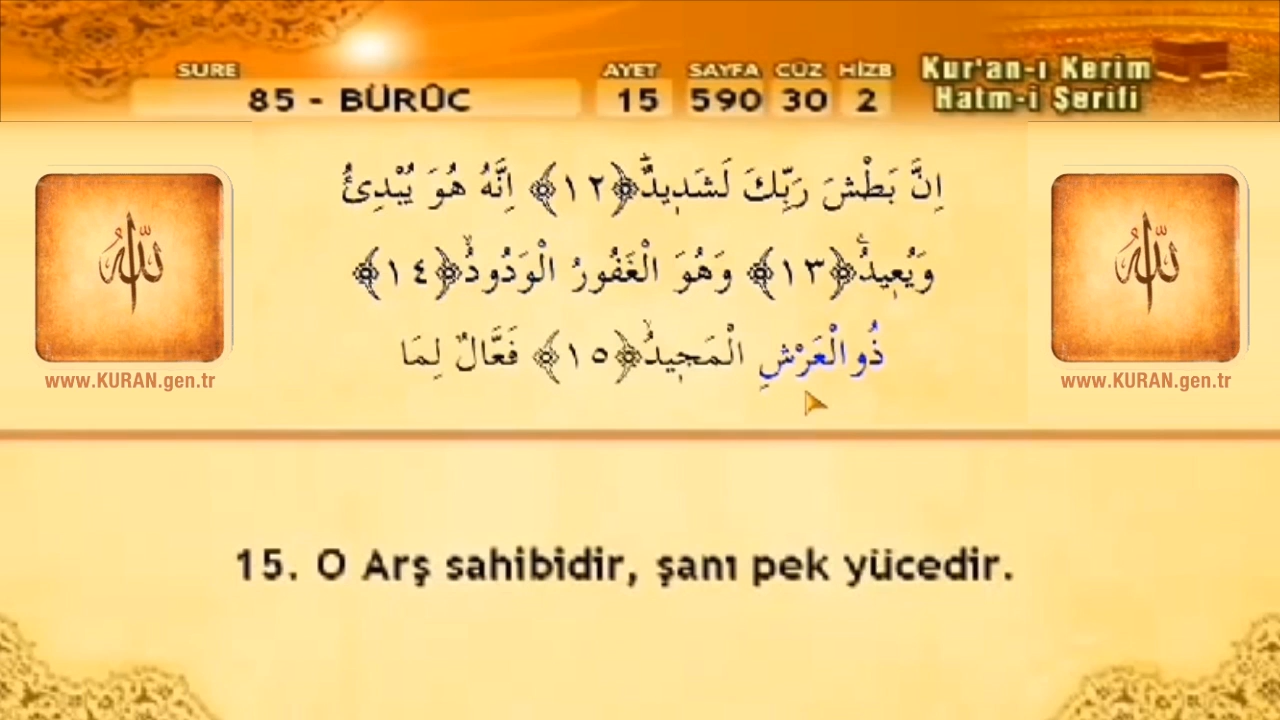 SURE AYET SAYFA CÜZ HİZB
85 - BÜRÛC 15 590 30 2
Kur'an-ı Kerim
Hatm-i Şerifi
اِنَّ بَطْشَ رَبِّكَ لَشَدٖيدٌؕ ﴿١٢﴾ اِنَّهُ هُوَ يُبْدِئُ
وَيُعٖيدُۚ ﴿١٣﴾ وَهُوَ الْغَفُورُ الْوَدُودُۙ ﴿١٤﴾
ذُو الْعَرْشِ الْمَجٖيدُۙ ﴿١٥﴾ فَعَّالٌ لِمَا
الله
الله
www.KURAN.gen.tr
www.KURAN.gen.tr
15. O Arş sahibidir, şanı pek yücedir.